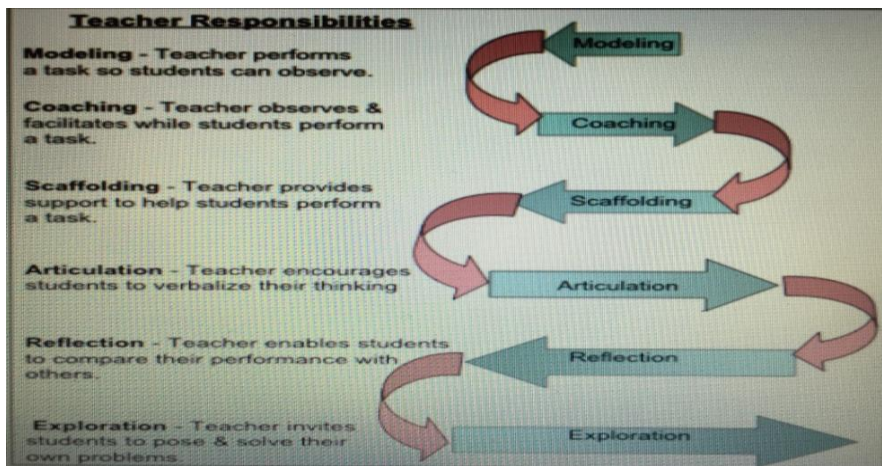 Teacher Responsibilities
Modeling - Teacher performs
a task so students can observe.
Coaching - Teacher observes &
facilitates while students perform
a task.
Scaffolding - Teacher provides
support to help students perform
a task.
Articulation - Teacher encourages
students to verbalize their thinking
Reflection - Teacher enables students
to compare their performance with
others.
Exploration - Teacher invites
students to pose & solve their
own problems.
Modeling
Coaching
Scaffolding
Articulation
Reflection
Exploration